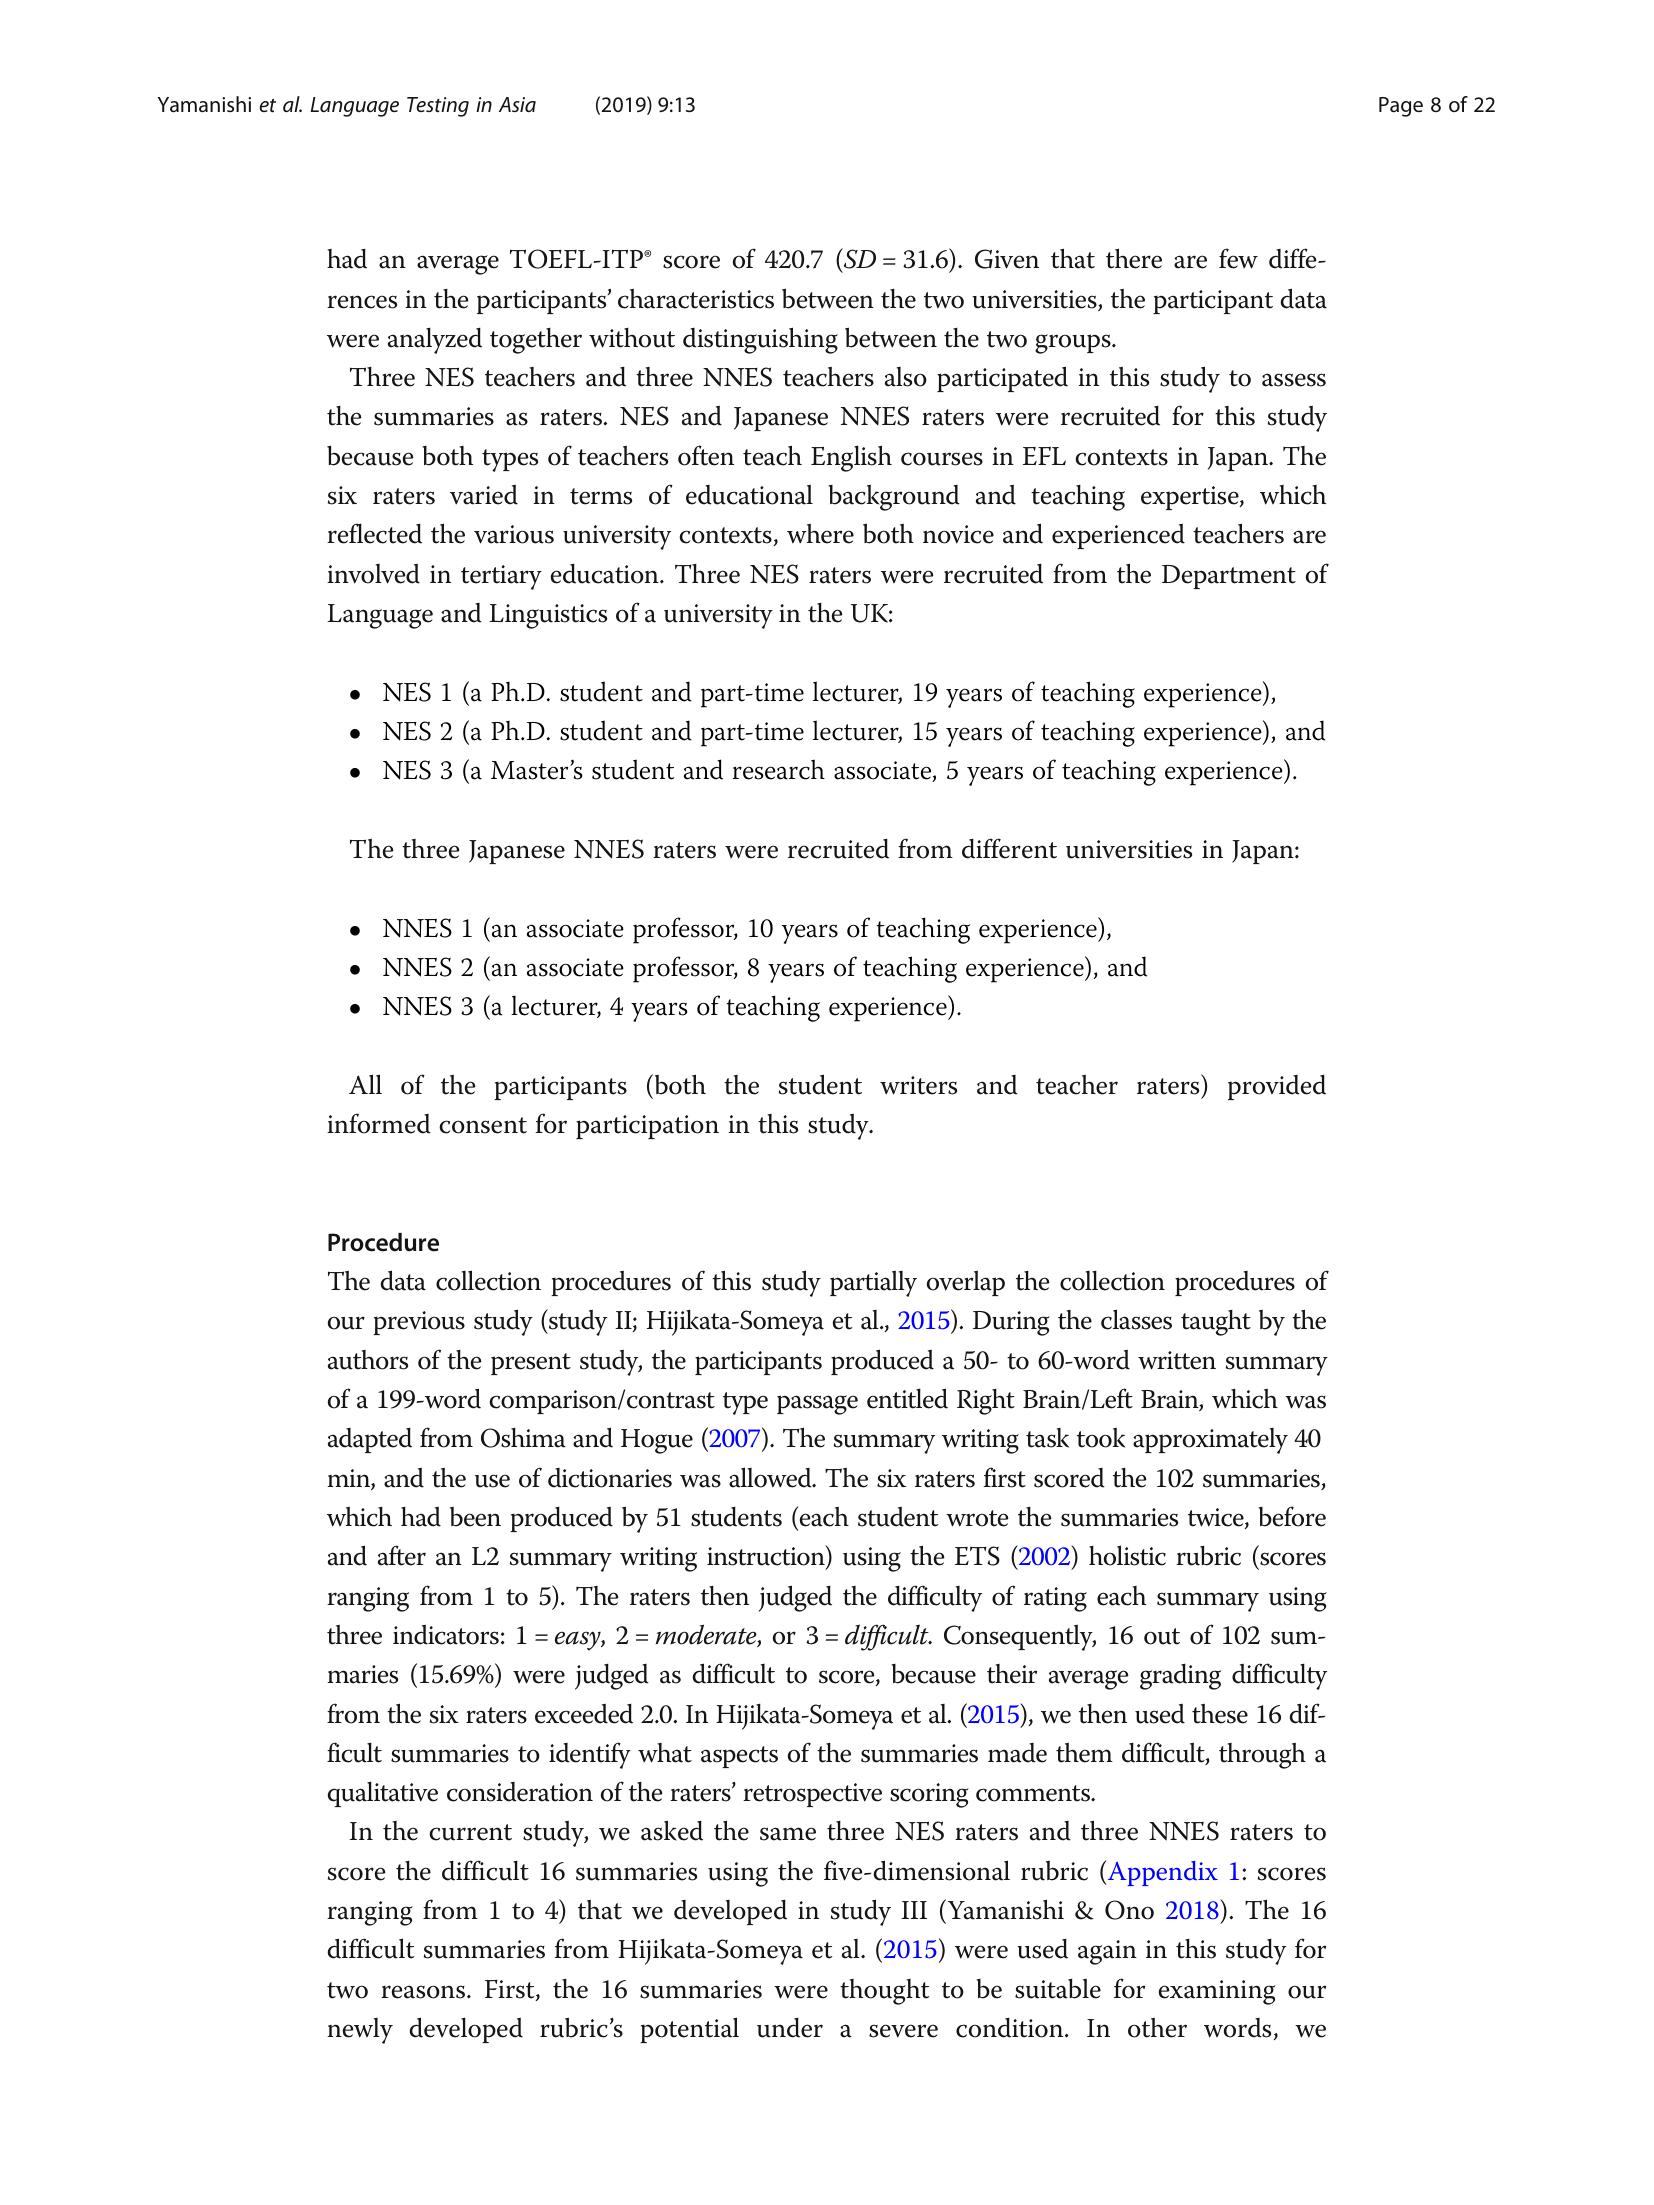 Yamanishi et al. Language Testing in Asia (2019) 9:13 Page 8 of 22
had an average TOEFL-ITP® score of 420.7 (SD = 31.6). Given that there are few diffe-
rences in the participants’ characteristics between the two universities, the participant data
were analyzed together without distinguishing between the two groups.
Three NES teachers and three NNES teachers also participated in this study to assess
the summaries as raters. NES and Japanese NNES raters were recruited for this study
because both types of teachers often teach English courses in EFL contexts in Japan. The
six raters varied in terms of educational background and teaching expertise, which
reflected the various university contexts, where both novice and experienced teachers are
involved in tertiary education. Three NES raters were recruited from the Department of
Language and Linguistics of a university in the UK:
• NES 1 (a Ph.D. student and part-time lecturer, 19 years of teaching experience),
• NES 2 (a Ph.D. student and part-time lecturer, 15 years of teaching experience), and
• NES 3 (a Master’s student and research associate, 5 years of teaching experience).
The three Japanese NNES raters were recruited from different universities in Japan:
• NNES 1 (an associate professor, 10 years of teaching experience),
• NNES 2 (an associate professor, 8 years of teaching experience), and
• NNES 3 (a lecturer, 4 years of teaching experience).
All of the participants (both the student writers and teacher raters) provided
informed consent for participation in this study.
Procedure
The data collection procedures of this study partially overlap the collection procedures of
our previous study (study II; Hijikata-Someya et al., 2015). During the classes taught by the
authors of the present study, the participants produced a 50- to 60-word written summary
of a 199-word comparison/contrast type passage entitled Right Brain/Left Brain, which was
adapted from Oshima and Hogue (2007). The summary writing task took approximately 40
min, and the use of dictionaries was allowed. The six raters first scored the 102 summaries,
which had been produced by 51 students (each student wrote the summaries twice, before
and after an L2 summary writing instruction) using the ETS (2002) holistic rubric (scores
ranging from 1 to 5). The raters then judged the difficulty of rating each summary using
three indicators: 1 = easy, 2 = moderate, or 3 = difficult. Consequently, 16 out of 102 sum-
maries (15.69%) were judged as difficult to score, because their average grading difficulty
from the six raters exceeded 2.0. In Hijikata-Someya et al. (2015), we then used these 16 dif-
ficult summaries to identify what aspects of the summaries made them difficult, through a
qualitative consideration of the raters’ retrospective scoring comments.
In the current study, we asked the same three NES raters and three NNES raters to
score the difficult 16 summaries using the five-dimensional rubric (Appendix 1: scores
ranging from 1 to 4) that we developed in study III (Yamanishi & Ono 2018). The 16
difficult summaries from Hijikata-Someya et al. (2015) were used again in this study for
two reasons. First, the 16 summaries were thought to be suitable for examining our
newly developed rubric’s potential under a severe condition. In other words, we